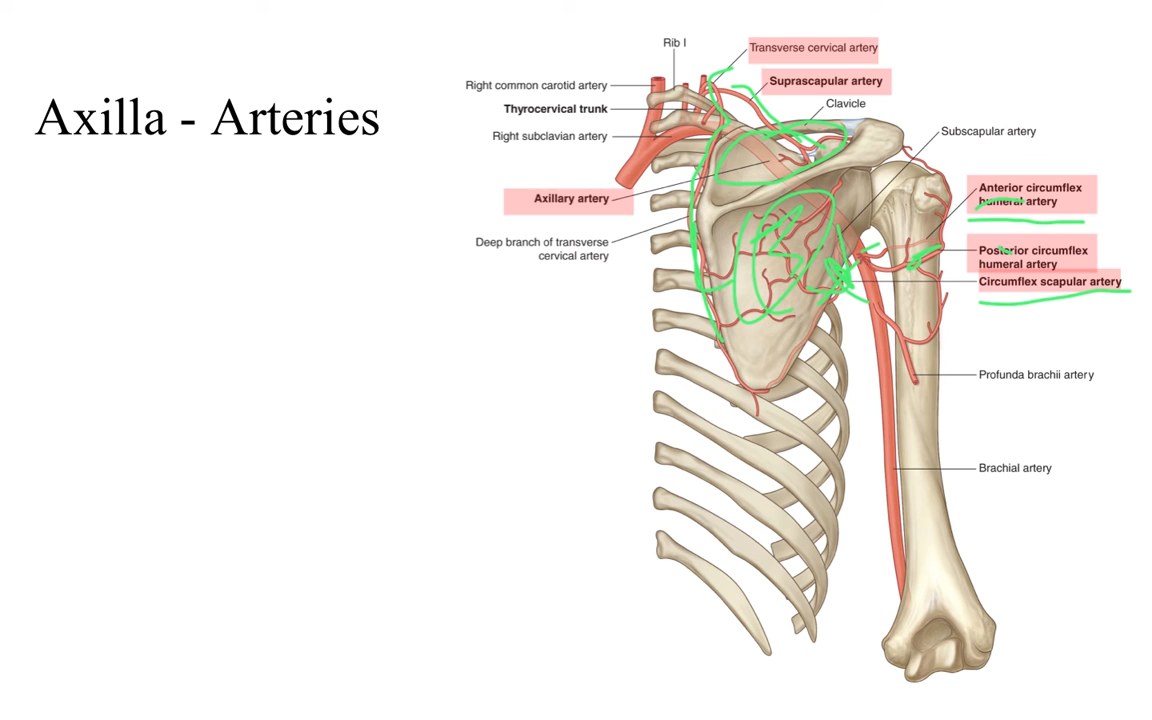 Axilla - Arteries
Rib I
Transverse cervical artery
Right common carotid artery
Suprascapular artery
Thyrocervical trunk
Clavicle
Right subclavian artery
Subscapular artery
Axillary artery
Anterior circumflex
humeral artery
Deep branch of transverse
cervical artery
Posterior circumflex
humeral artery
Circumflex scapular artery
Profunda brachii artery
Brachial artery